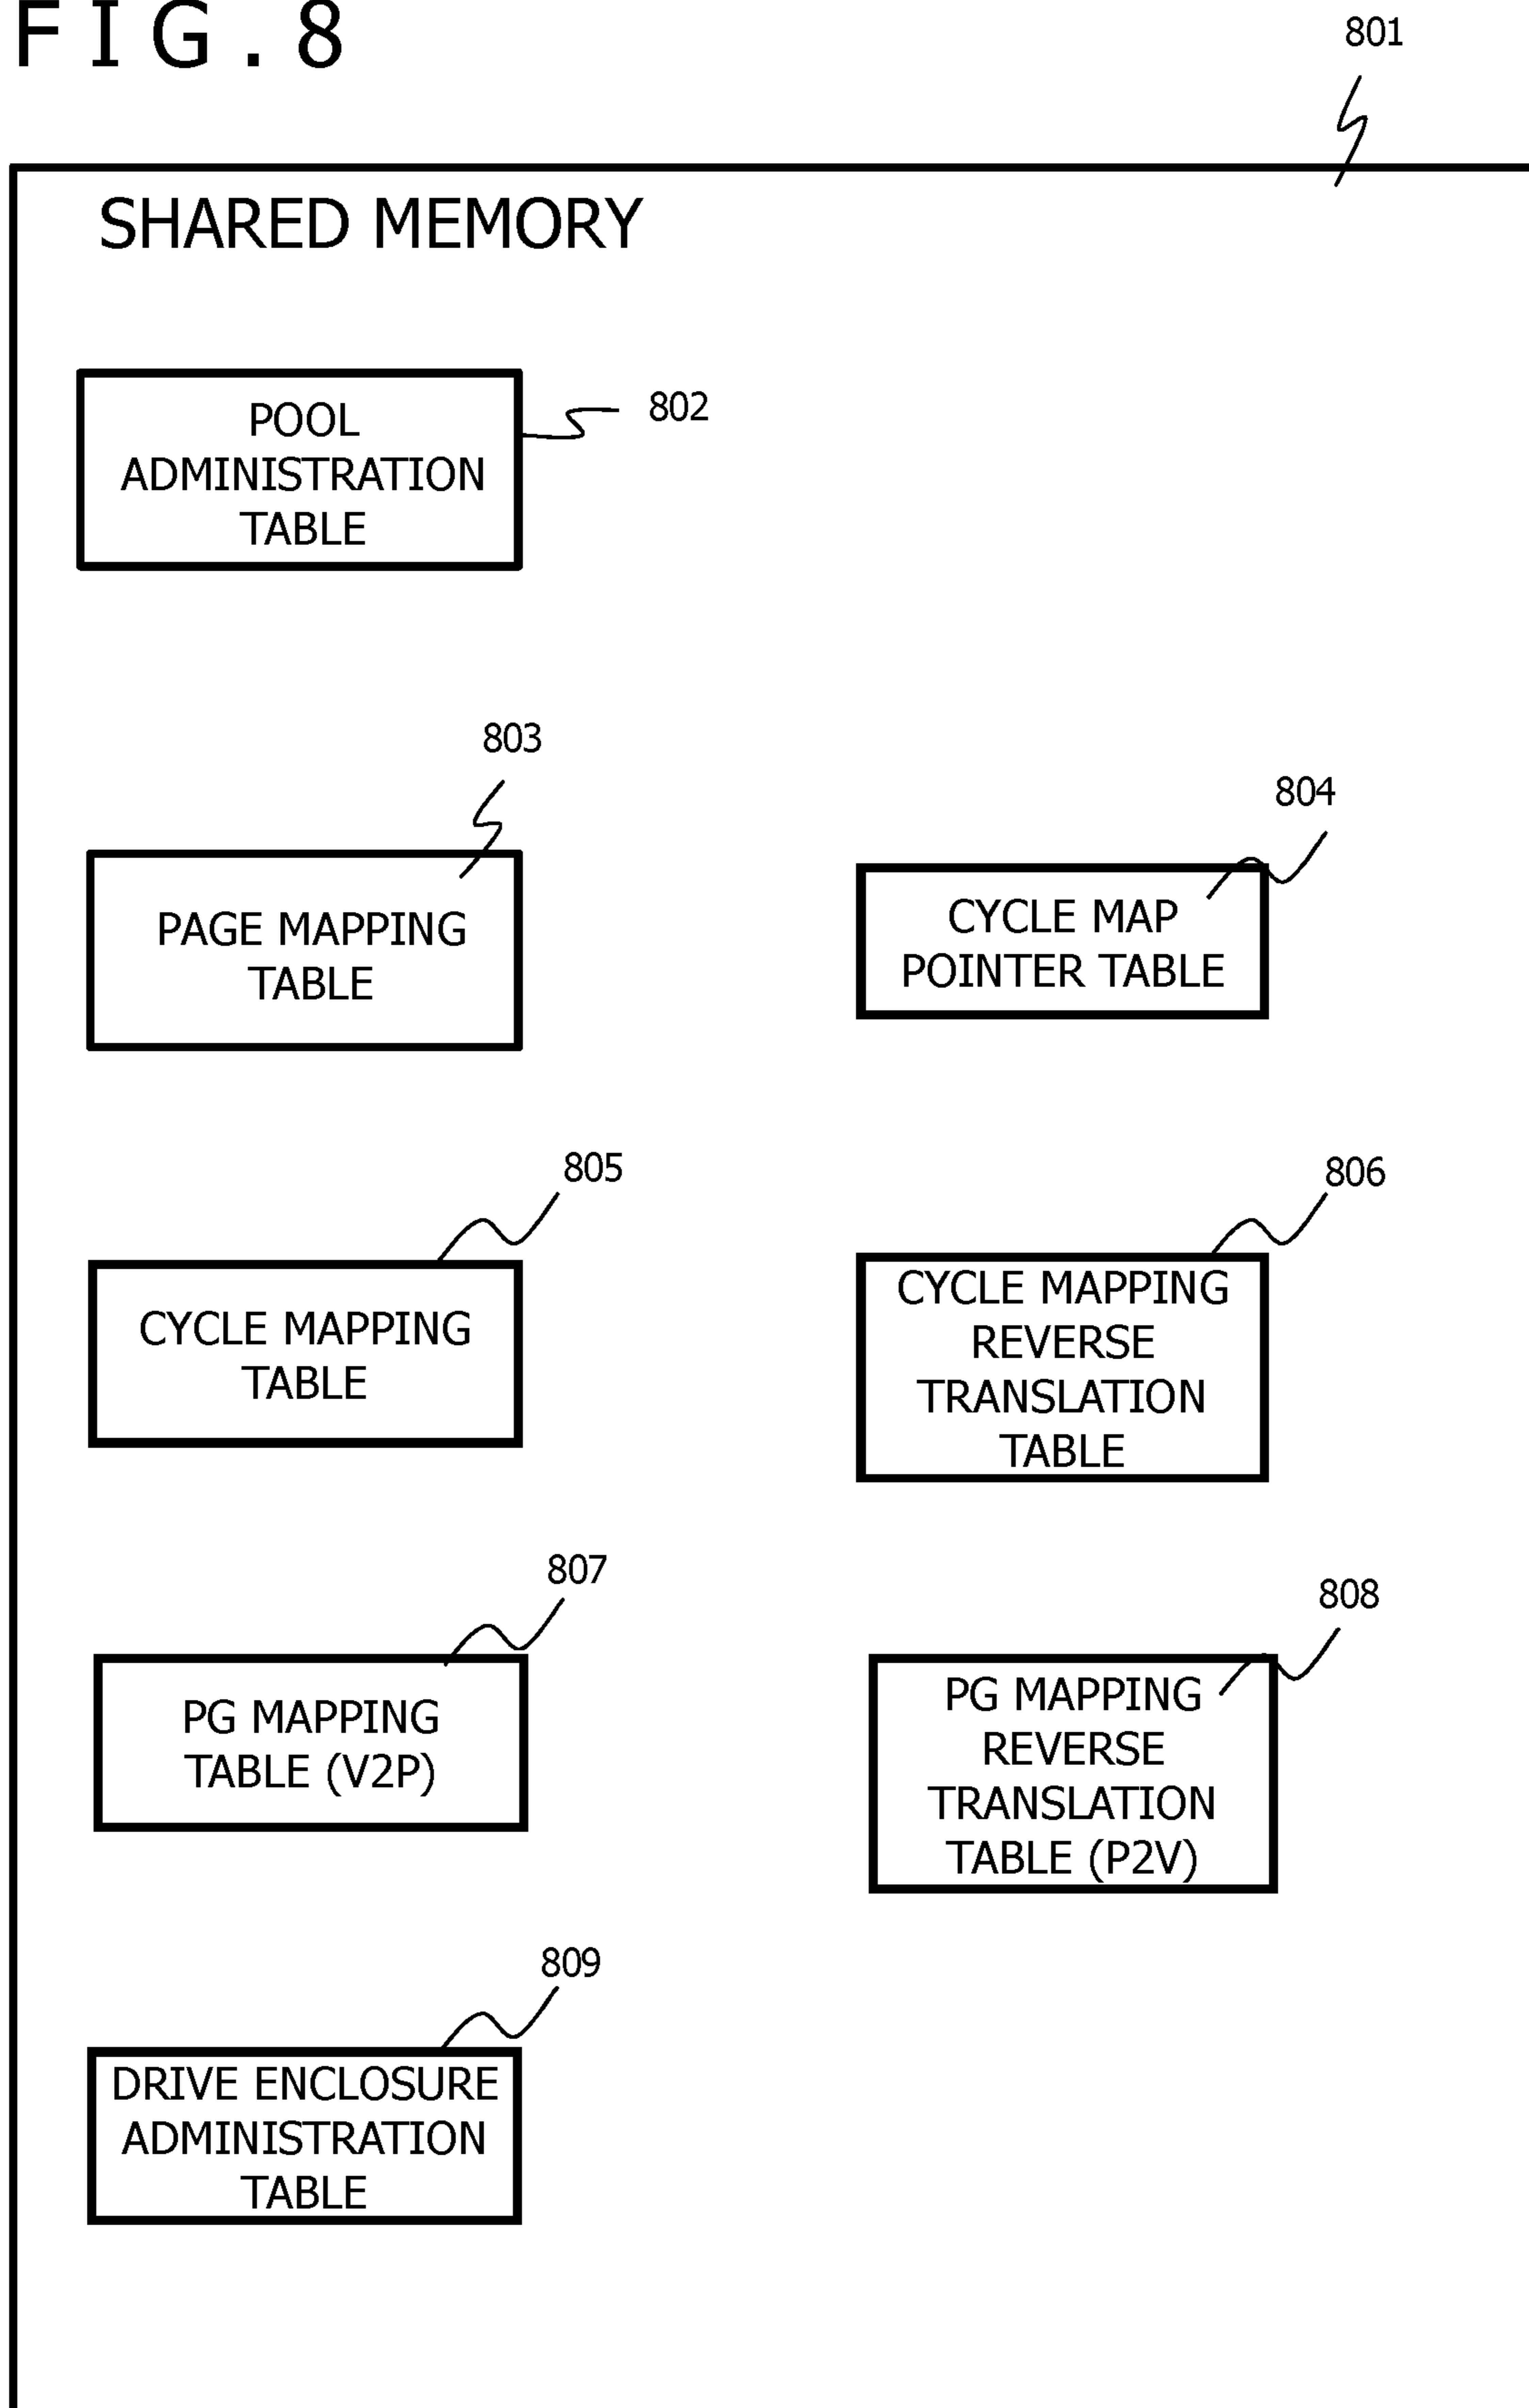 FIG.8
801
SHARED MEMORY
POOL
ADMINISTRATION
TABLE
802
803
PAGE MAPPING
TABLE
804
CYCLE MAP
POINTER TABLE
805
CYCLE MAPPING
TABLE
806
CYCLE MAPPING
REVERSE
TRANSLATION
TABLE
807
PG MAPPING
TABLE (V2P)
808
PG MAPPING
REVERSE
TRANSLATION
TABLE (P2V)
809
DRIVE ENCLOSURE
ADMINISTRATION
TABLE